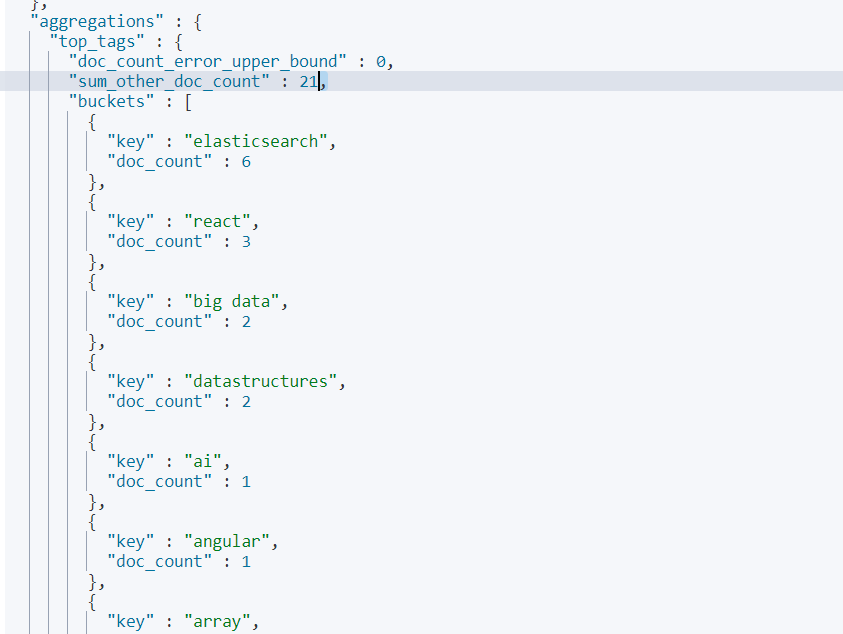 },
"aggregations" : {
"top_tags" : {
"doc_count_error_upper_bound" : 0,
"sum_other_doc_count" : 21,
"buckets" : [
{
"key" : "elasticsearch",
"doc_count" : 6
},
{
"key" : "react",
"doc_count" : 3
},
{
"key" : "big data",
"doc_count" : 2
},
{
"key" : "datastructures",
"doc_count" : 2
},
{
"key" : "ai",
"doc_count" : 1
},
{
"key" : "angular",
"doc_count" : 1
},
{
"key" : "array",